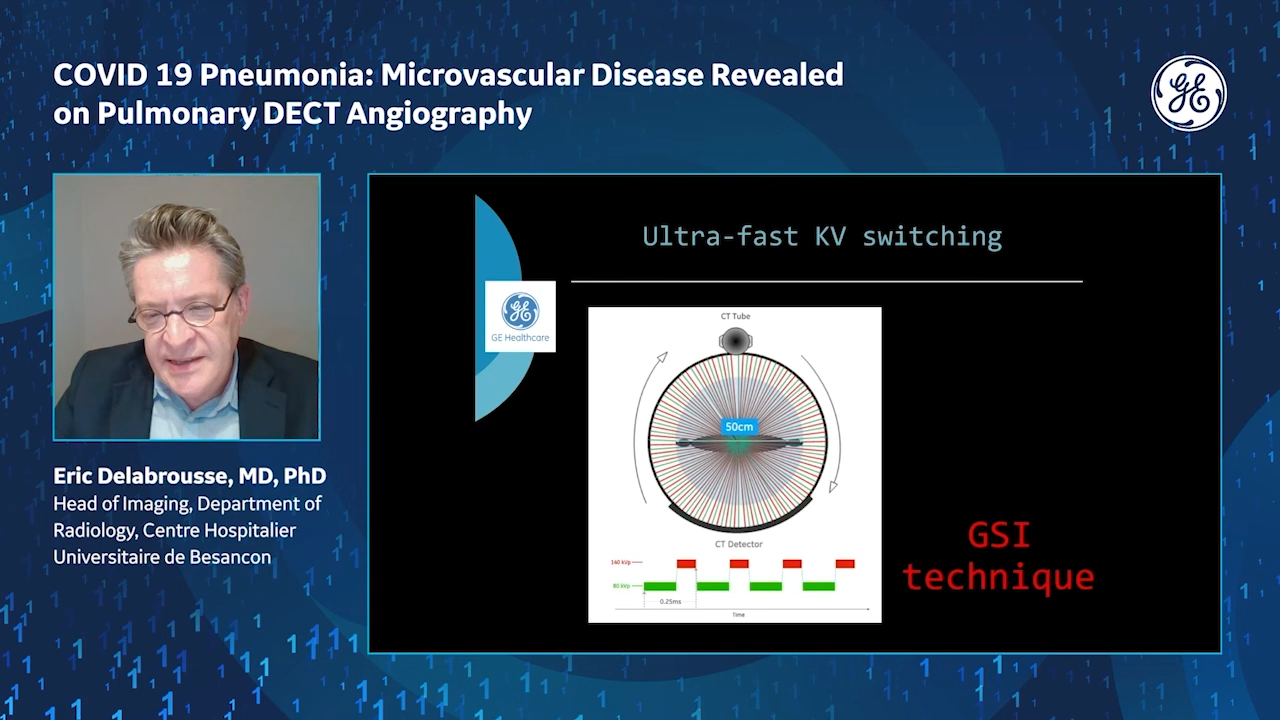 COVID 19 Pneumonia: Microvascular Disease Revealed
on Pulmonary DECT Angiography
GE
Eric Delabrousse, MD, PhD
Head of Imaging, Department of
Radiology, Centre Hospitalier
Universitaire de Besancon
Ultra-fast KV switching
GE
GE Healthcare
CT Tube
50cm
CT Detector
140 kVp
80 kVp
0.25ms
Time
GSI
technique